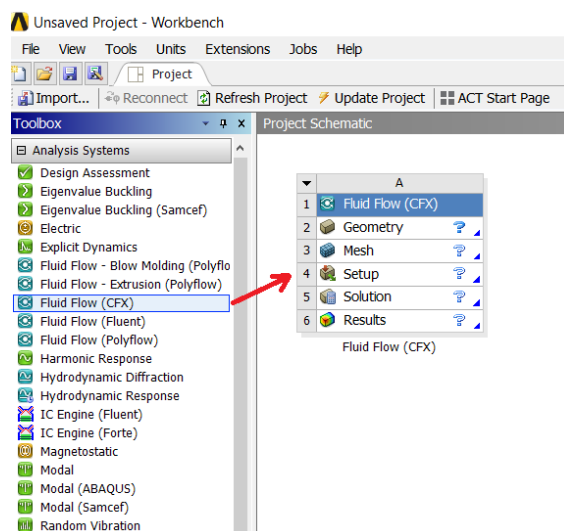 Unsaved Project - Workbench
File View Tools Units Extensions Jobs Help
Project
Import... Reconnect Refresh Project Update Project ACT Start Page
Toolbox
Project Schematic
Analysis Systems
Design Assessment
Eigenvalue Buckling
Eigenvalue Buckling (Samcef)
Electric
Explicit Dynamics
Fluid Flow - Blow Molding (Polyflo
Fluid Flow - Extrusion (Polyflow)
Fluid Flow (CFX)
Fluid Flow (Fluent)
Fluid Flow (Polyflow)
Harmonic Response
Hydrodynamic Diffraction
Hydrodynamic Response
IC Engine (Fluent)
IC Engine (Forte)
Magnetostatic
Modal
Modal (ABAQUS)
Modal (Samcef)
Random Vibration
A
1 Fluid Flow (CFX)
2 Geometry ?
3 Mesh ?
4 Setup ?
5 Solution ?
6 Results ?
Fluid Flow (CFX)